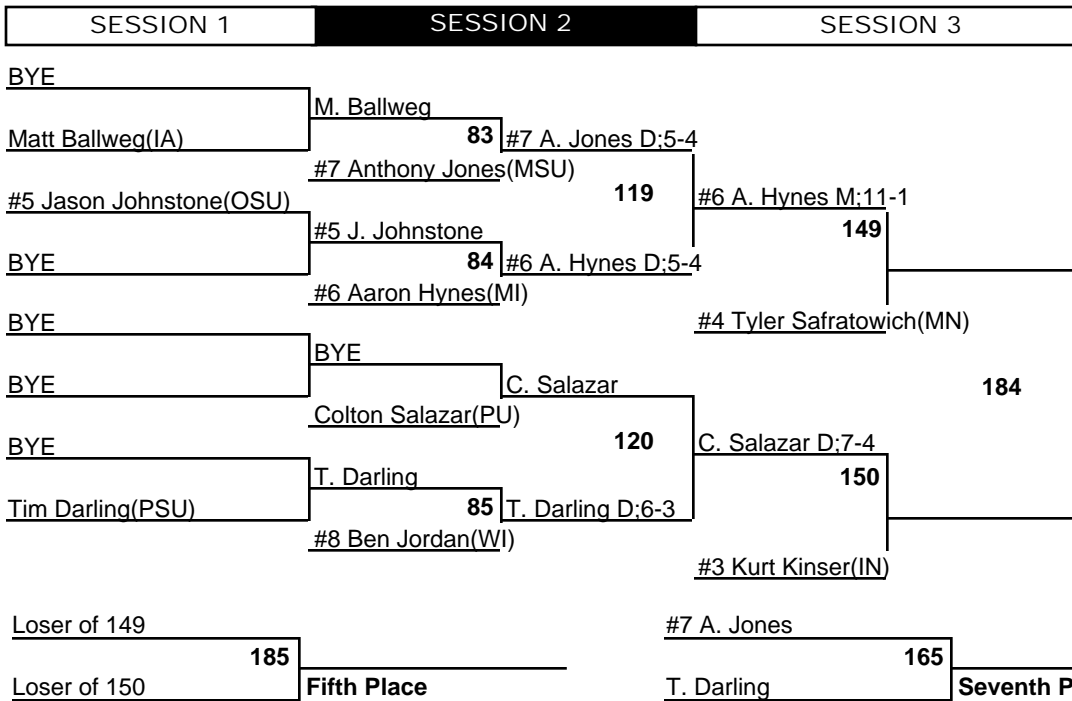 SESSION 1 SESSION 2 SESSION 3
BYE
M. Ballweg
Matt Ballweg(IA) 83 #7 A. Jones D;5-4
#7 Anthony Jones(MSU)
#5 Jason Johnstone(OSU) 119 #6 A. Hynes M;11-1
#5 J. Johnstone 149
BYE 84 #6 A. Hynes D;5-4
#6 Aaron Hynes(MI)
BYE #4 Tyler Safratowich(MN)
BYE
BYE C. Salazar 184
Colton Salazar(PU)
BYE 120 C. Salazar D;7-4
T. Darling 150
Tim Darling(PSU) 85 T. Darling D;6-3
#8 Ben Jordan(WI)
#3 Kurt Kinser(IN)
Loser of 149 #7 A. Jones
185 165
Loser of 150 Fifth Place T. Darling Seventh P